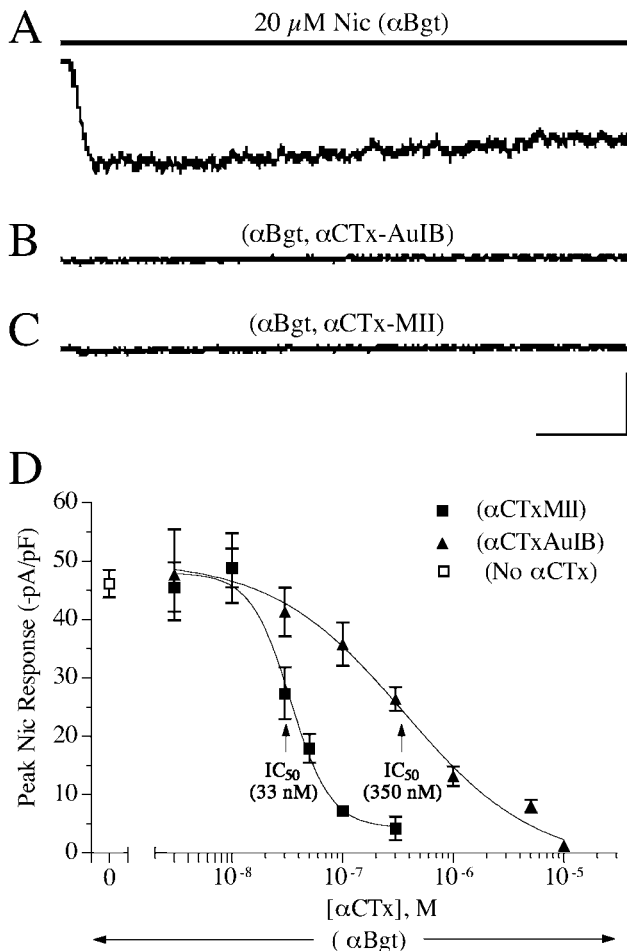 A
20 µM Nic (αBgt)
B
(αBgt, αCTx-AuIB)
C
(αBgt, αCTx-MII)
D
60
50
40
30
20
10
0
Peak Nic Response (-pA/pF)
(αCTxMII)
(αCTxAuIB)
(No αCTx)
IC50
(33 nM)
IC50
(350 nM)
0
10-8
10-7
10-6
10-5
[αCTx], M
( αBgt)